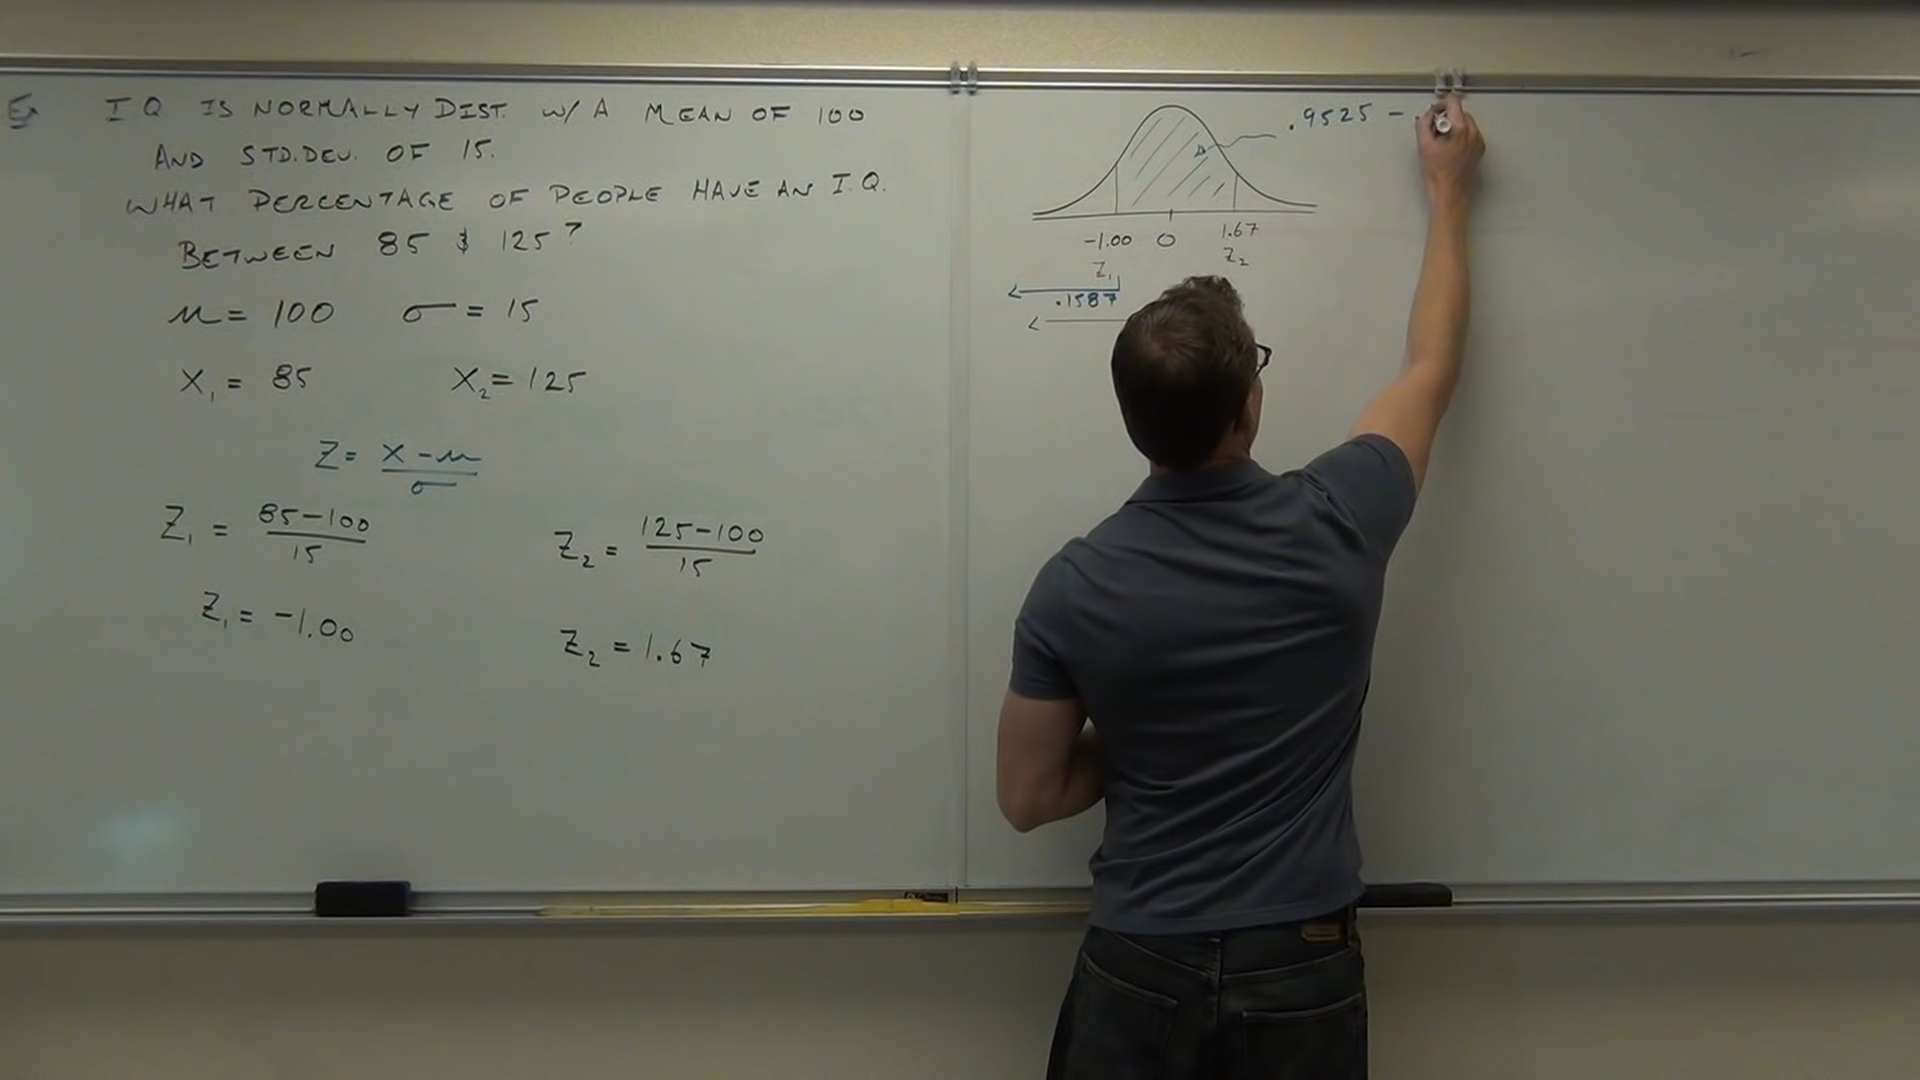 Ex IQ IS NORMALLY DIST. W/ A MEAN OF 100
AND STD.DEV. OF 15.
WHAT PERCENTAGE OF PEOPLE HAVE AN I.Q.
BETWEEN 85 & 125?
μ = 100 σ = 15
X₁ = 85 X₂ = 125
Z = X - μ / σ
Z₁ = 85-100 / 15
Z₂ = 125-100 / 15
Z₁ = -1.00
Z₂ = 1.67
.9525 - .
-1.00 0 1.67
Z₁ Z₂
.1587